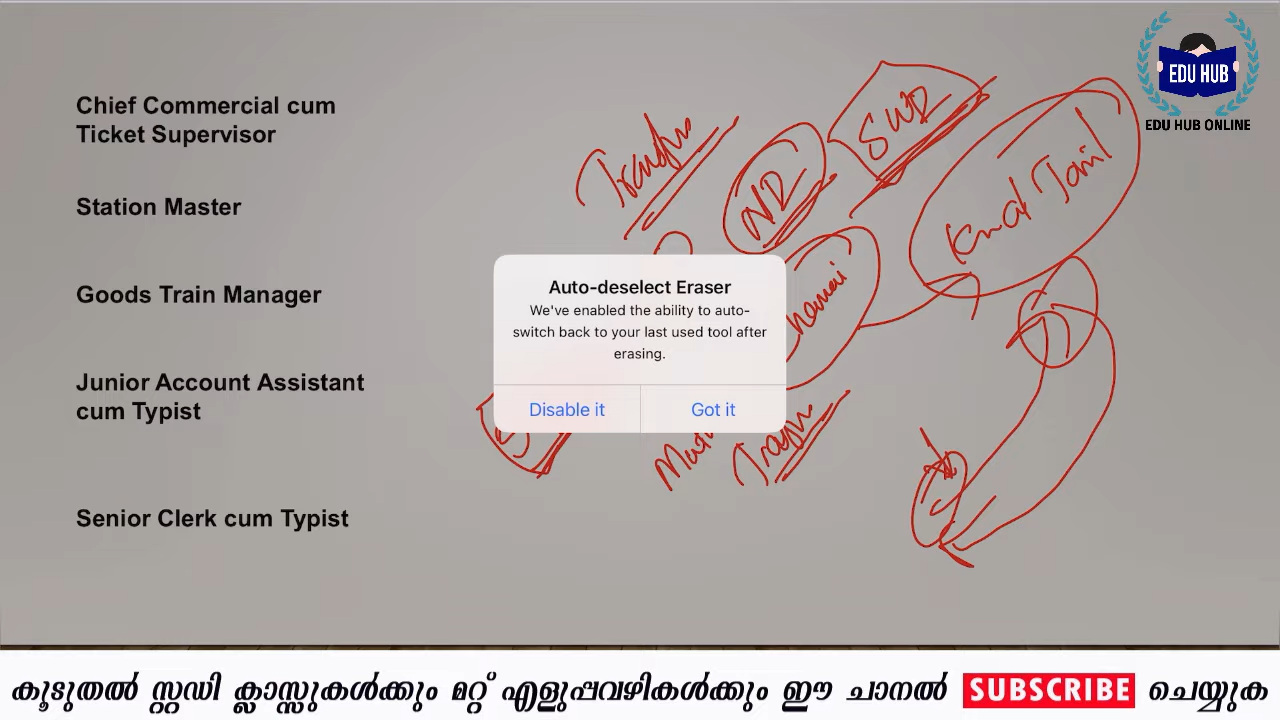 EDU HUB
EDU HUB ONLINE
Chief Commercial cum
Ticket Supervisor
Station Master
Goods Train Manager
Junior Account Assistant
cum Typist
Senior Clerk cum Typist
SWR
Tamil
Auto-deselect Eraser
We've enabled the ability to auto-
switch back to your last used tool after
erasing.
Disable it
Got it
കൂടുതൽ സ്റ്റഡി ക്ലാസ്സുകൾക്കും മറ്റ് എളുപ്പവഴികൾക്കും ഈ ചാനൽ SUBSCRIBE ചെയ്യുക